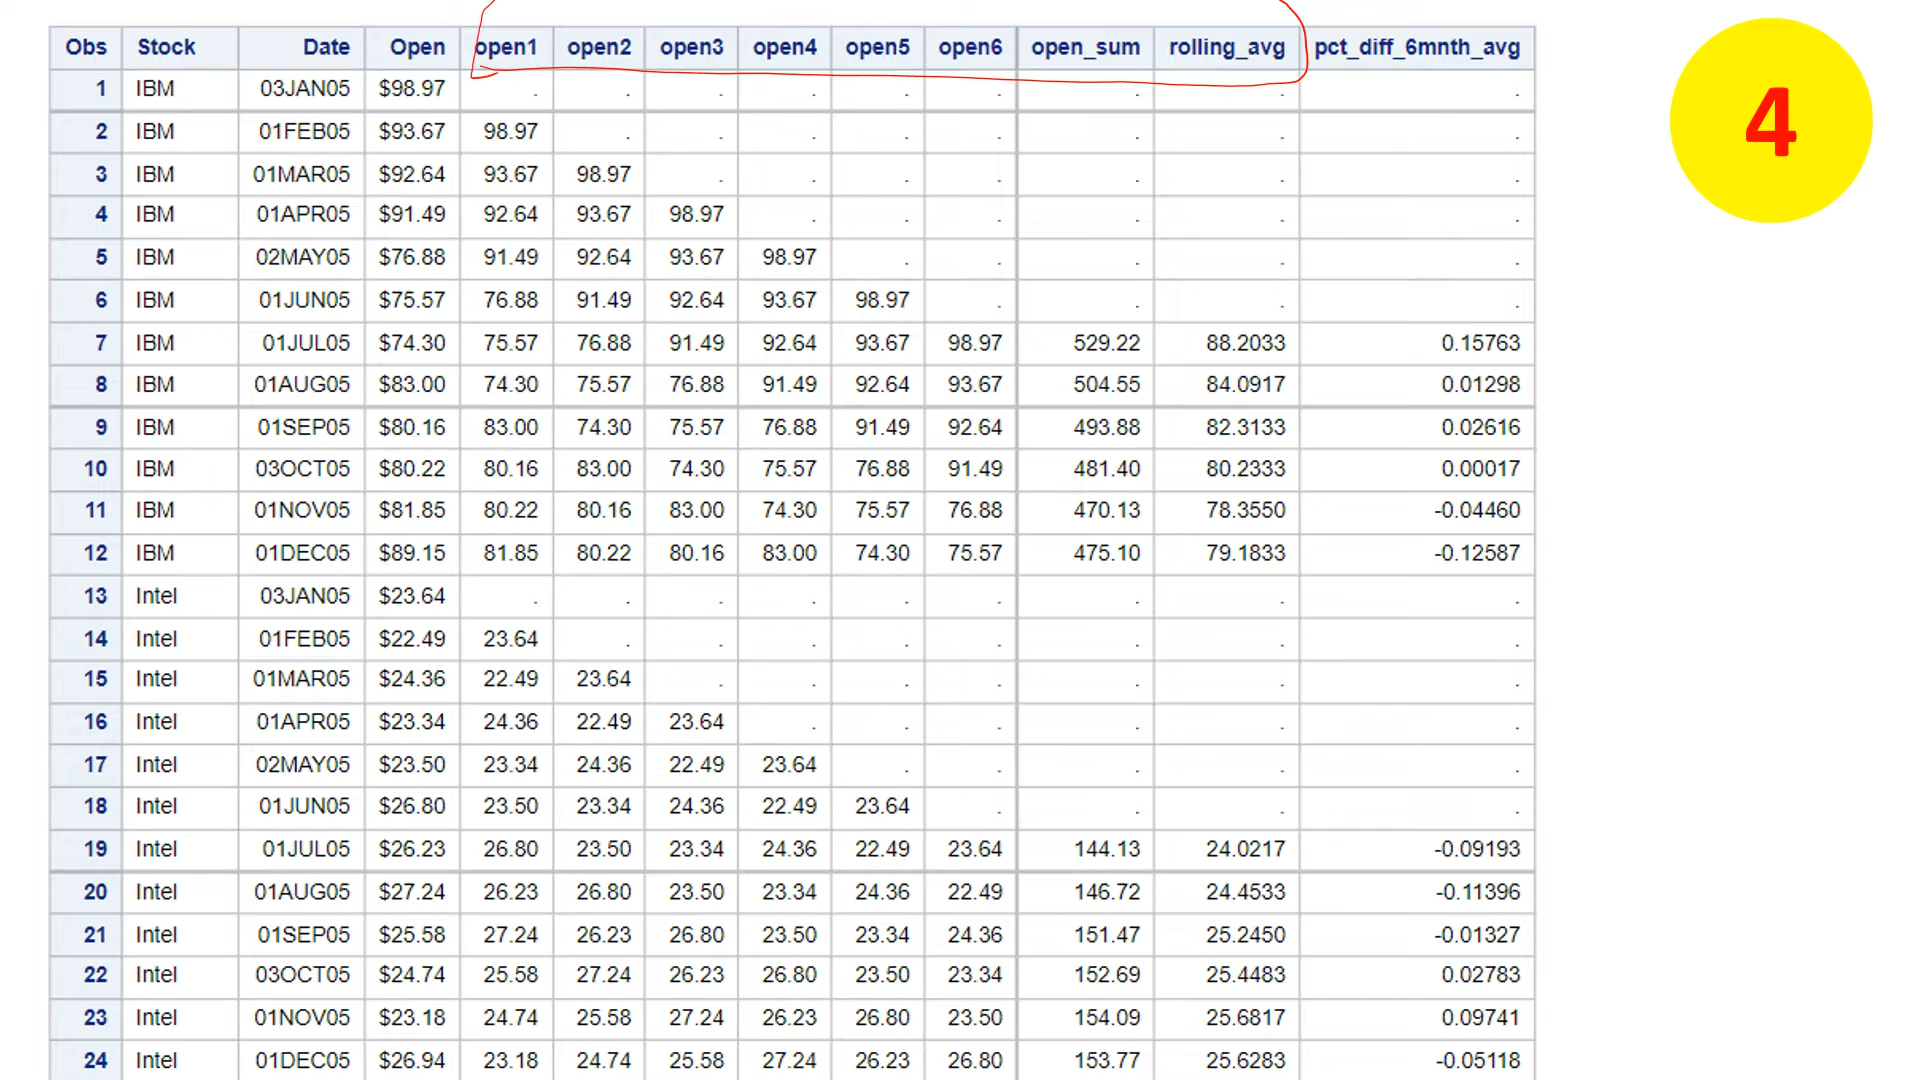 Obs Stock Date Open open1 open2 open3 open4 open5 open6 open_sum rolling_avg pct_diff_6mnth_avg
1 IBM 03JAN05 $98.97 . . . . . . . . .
2 IBM 01FEB05 $93.67 98.97 . . . . . . . .
3 IBM 01MAR05 $92.64 93.67 98.97 . . . . . . .
4 IBM 01APR05 $91.49 92.64 93.67 98.97 . . . . . .
5 IBM 02MAY05 $76.88 91.49 92.64 93.67 98.97 . . . . .
6 IBM 01JUN05 $75.57 76.88 91.49 92.64 93.67 98.97 . . . .
7 IBM 01JUL05 $74.30 75.57 76.88 91.49 92.64 93.67 98.97 529.22 88.2033 0.15763
8 IBM 01AUG05 $83.00 74.30 75.57 76.88 91.49 92.64 93.67 504.55 84.0917 0.01298
9 IBM 01SEP05 $80.16 83.00 74.30 75.57 76.88 91.49 92.64 493.88 82.3133 0.02616
10 IBM 03OCT05 $80.22 80.16 83.00 74.30 75.57 76.88 91.49 481.40 80.2333 0.00017
11 IBM 01NOV05 $81.85 80.22 80.16 83.00 74.30 75.57 76.88 470.13 78.3550 -0.04460
12 IBM 01DEC05 $89.15 81.85 80.22 80.16 83.00 74.30 75.57 475.10 79.1833 -0.12587
13 Intel 03JAN05 $23.64 . . . . . . . . .
14 Intel 01FEB05 $22.49 23.64 . . . . . . . .
15 Intel 01MAR05 $24.36 22.49 23.64 . . . . . . .
16 Intel 01APR05 $23.34 24.36 22.49 23.64 . . . . . .
17 Intel 02MAY05 $23.50 23.34 24.36 22.49 23.64 . . . . .
18 Intel 01JUN05 $26.80 23.50 23.34 24.36 22.49 23.64 . . . .
19 Intel 01JUL05 $26.23 26.80 23.50 23.34 24.36 22.49 23.64 144.13 24.0217 -0.09193
20 Intel 01AUG05 $27.24 26.23 26.80 23.50 23.34 24.36 22.49 146.72 24.4533 -0.11396
21 Intel 01SEP05 $25.58 27.24 26.23 26.80 23.50 23.34 24.36 151.47 25.2450 -0.01327
22 Intel 03OCT05 $24.74 25.58 27.24 26.23 26.80 23.50 23.34 152.69 25.4483 0.02783
23 Intel 01NOV05 $23.18 24.74 25.58 27.24 26.23 26.80 23.50 154.09 25.6817 0.09741
24 Intel 01DEC05 $26.94 23.18 24.74 25.58 27.24 26.23 26.80 153.77 25.6283 -0.05118
4